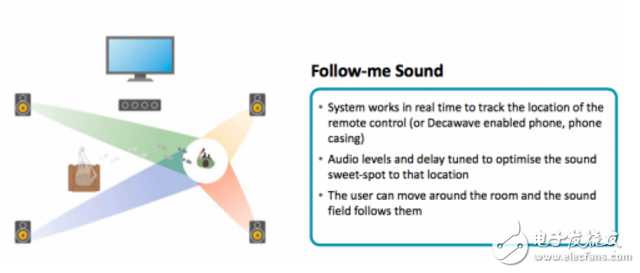 Follow-me Sound
• System works in real time to track the location of the
remote control (or Decawave enabled phone, phone
casing)
• Audio levels and delay tuned to optimise the sound
sweet-spot to that location
• The user can move around the room and the sound
field follows them
电子发烧友
www.elecfans.com